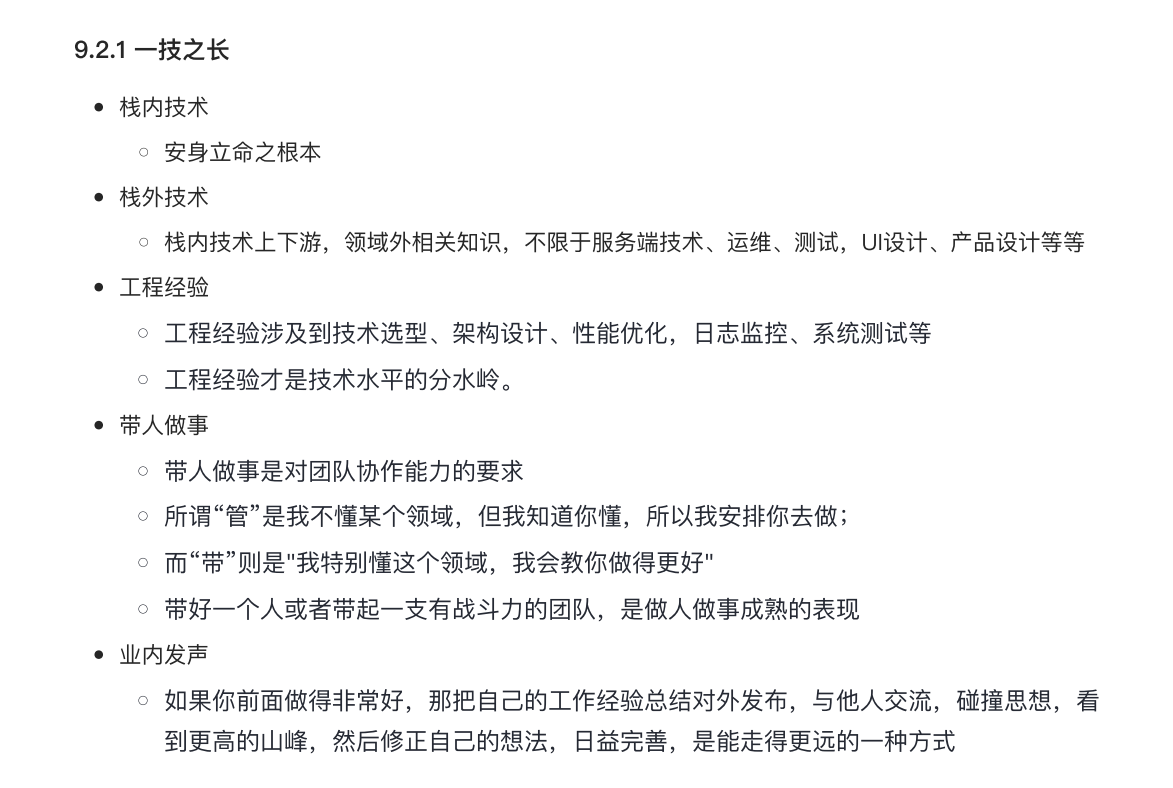 9.2.1 一技之长
栈内技术
安身立命之根本
栈外技术
栈内技术上下游，领域外相关知识，不限于服务端技术、运维、测试，UI设计、产品设计等等
工程经验
工程经验涉及到技术选型、架构设计、性能优化，日志监控、系统测试等
工程经验才是技术水平的分水岭。
带人做事
带人做事是对团队协作能力的要求
所谓“管”是我不懂某个领域，但我知道你懂，所以我安排你去做；
而“带”则是"我特别懂这个领域，我会教你做得更好"
带好一个人或者带起一支有战斗力的团队，是做人做事成熟的表现
业内发声
如果你前面做得非常好，那把自己的工作经验总结对外发布，与他人交流，碰撞思想，看
到更高的山峰，然后修正自己的想法，日益完善，是能走得更远的一种方式